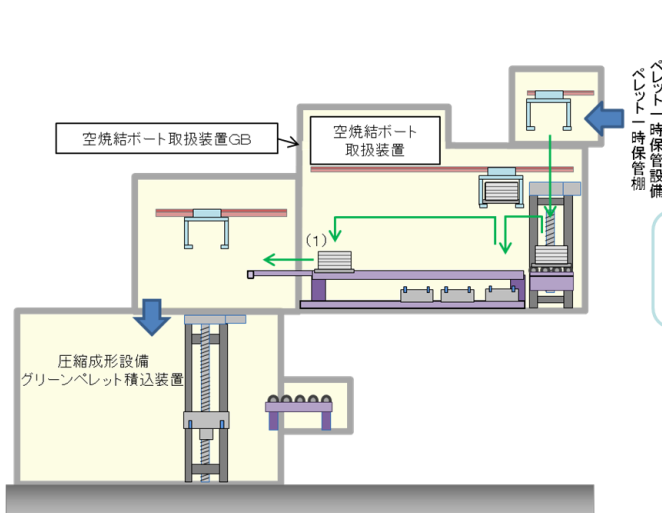 空焼結ボート取扱装置GB
空焼結ボート
取扱装置
ペレット一時保管設備
ペレット一時保管棚
(1)
圧縮成形設備
グリーンペレット積込装置